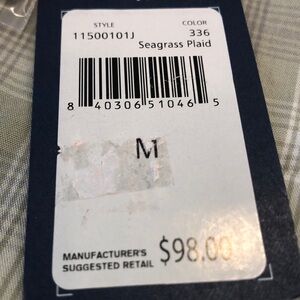 STYLE COLOR
11500101J 336
Seagrass Plaid
8 40306 51046 5
M
MANUFACTURER'S
SUGGESTED RETAIL $98.00